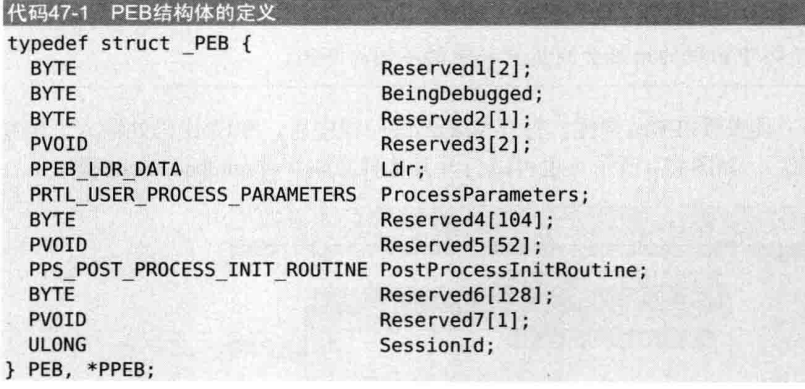 代码47-1 PEB结构体的定义
typedef struct _PEB {
BYTE Reserved1[2];
BYTE BeingDebugged;
BYTE Reserved2[1];
PVOID Reserved3[2];
PPEB_LDR_DATA Ldr;
PRTL_USER_PROCESS_PARAMETERS ProcessParameters;
BYTE Reserved4[104];
PVOID Reserved5[52];
PPS_POST_PROCESS_INIT_ROUTINE PostProcessInitRoutine;
BYTE Reserved6[128];
PVOID Reserved7[1];
ULONG SessionId;
} PEB, *PPEB;